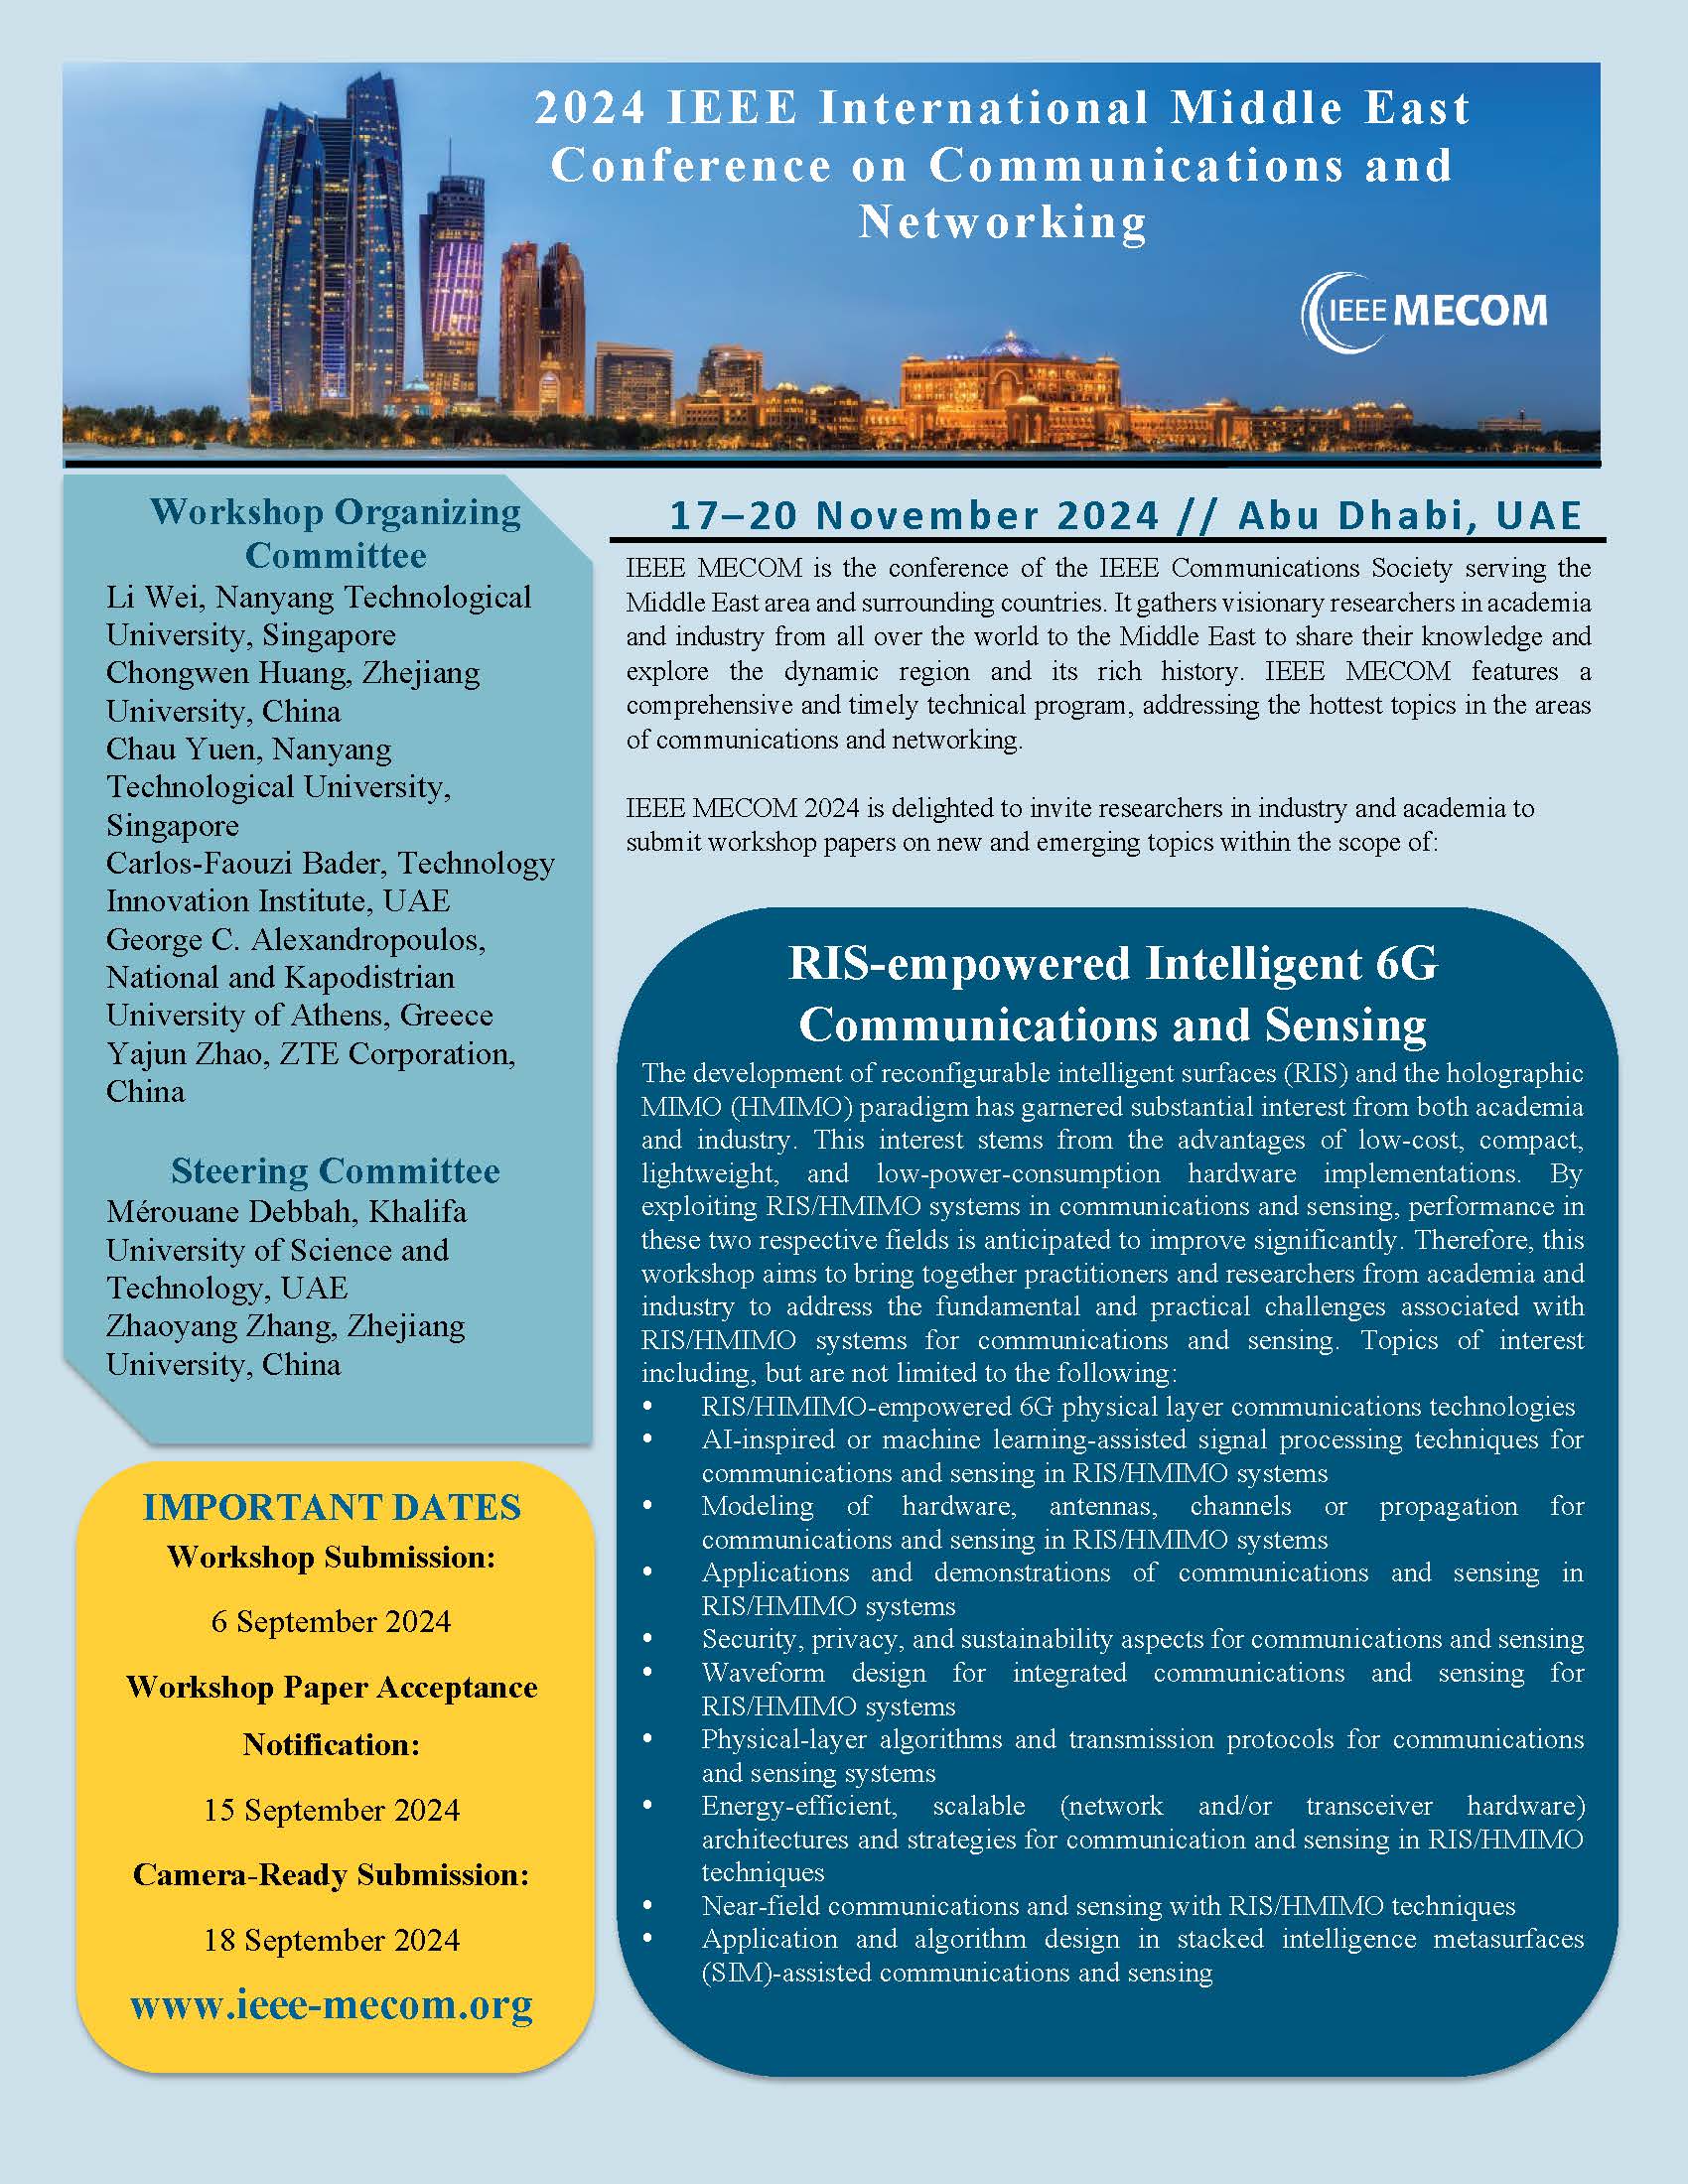 2024 IEEE International Middle East
Conference on Communications and
Networking
IEEE MECOM
Workshop Organizing
Committee
Li Wei, Nanyang Technological
University, Singapore
Chongwen Huang, Zhejiang
University, China
Chau Yuen, Nanyang
Technological University,
Singapore
Carlos-Faouzi Bader, Technology
Innovation Institute, UAE
George C. Alexandropoulos,
National and Kapodistrian
University of Athens, Greece
Yajun Zhao, ZTE Corporation,
China
Steering Committee
Mérouane Debbah, Khalifa
University of Science and
Technology, UAE
Zhaoyang Zhang, Zhejiang
University, China
IMPORTANT DATES
Workshop Submission:
6 September 2024
Workshop Paper Acceptance
Notification:
15 September 2024
Camera-Ready Submission:
18 September 2024
www.ieee-mecom.org
17–20 November 2024 // Abu Dhabi, UAE
IEEE MECOM is the conference of the IEEE Communications Society serving the
Middle East area and surrounding countries. It gathers visionary researchers in academia
and industry from all over the world to the Middle East to share their knowledge and
explore the dynamic region and its rich history. IEEE MECOM features a
comprehensive and timely technical program, addressing the hottest topics in the areas
of communications and networking.
IEEE MECOM 2024 is delighted to invite researchers in industry and academia to
submit workshop papers on new and emerging topics within the scope of:
RIS-empowered Intelligent 6G
Communications and Sensing
The development of reconfigurable intelligent surfaces (RIS) and the holographic
MIMO (HMIMO) paradigm has garnered substantial interest from both academia
and industry. This interest stems from the advantages of low-cost, compact,
lightweight, and low-power-consumption hardware implementations. By
exploiting RIS/HMIMO systems in communications and sensing, performance in
these two respective fields is anticipated to improve significantly. Therefore, this
workshop aims to bring together practitioners and researchers from academia and
industry to address the fundamental and practical challenges associated with
RIS/HMIMO systems for communications and sensing. Topics of interest
including, but are not limited to the following:
• RIS/HIMIMO-empowered 6G physical layer communications technologies
• AI-inspired or machine learning-assisted signal processing techniques for
communications and sensing in RIS/HMIMO systems
• Modeling of hardware, antennas, channels or propagation for
communications and sensing in RIS/HMIMO systems
• Applications and demonstrations of communications and sensing in
RIS/HMIMO systems
• Security, privacy, and sustainability aspects for communications and sensing
• Waveform design for integrated communications and sensing for
RIS/HMIMO systems
• Physical-layer algorithms and transmission protocols for communications
and sensing systems
• Energy-efficient, scalable (network and/or transceiver hardware)
architectures and strategies for communication and sensing in RIS/HMIMO
techniques
• Near-field communications and sensing with RIS/HMIMO techniques
• Application and algorithm design in stacked intelligence metasurfaces
(SIM)-assisted communications and sensing